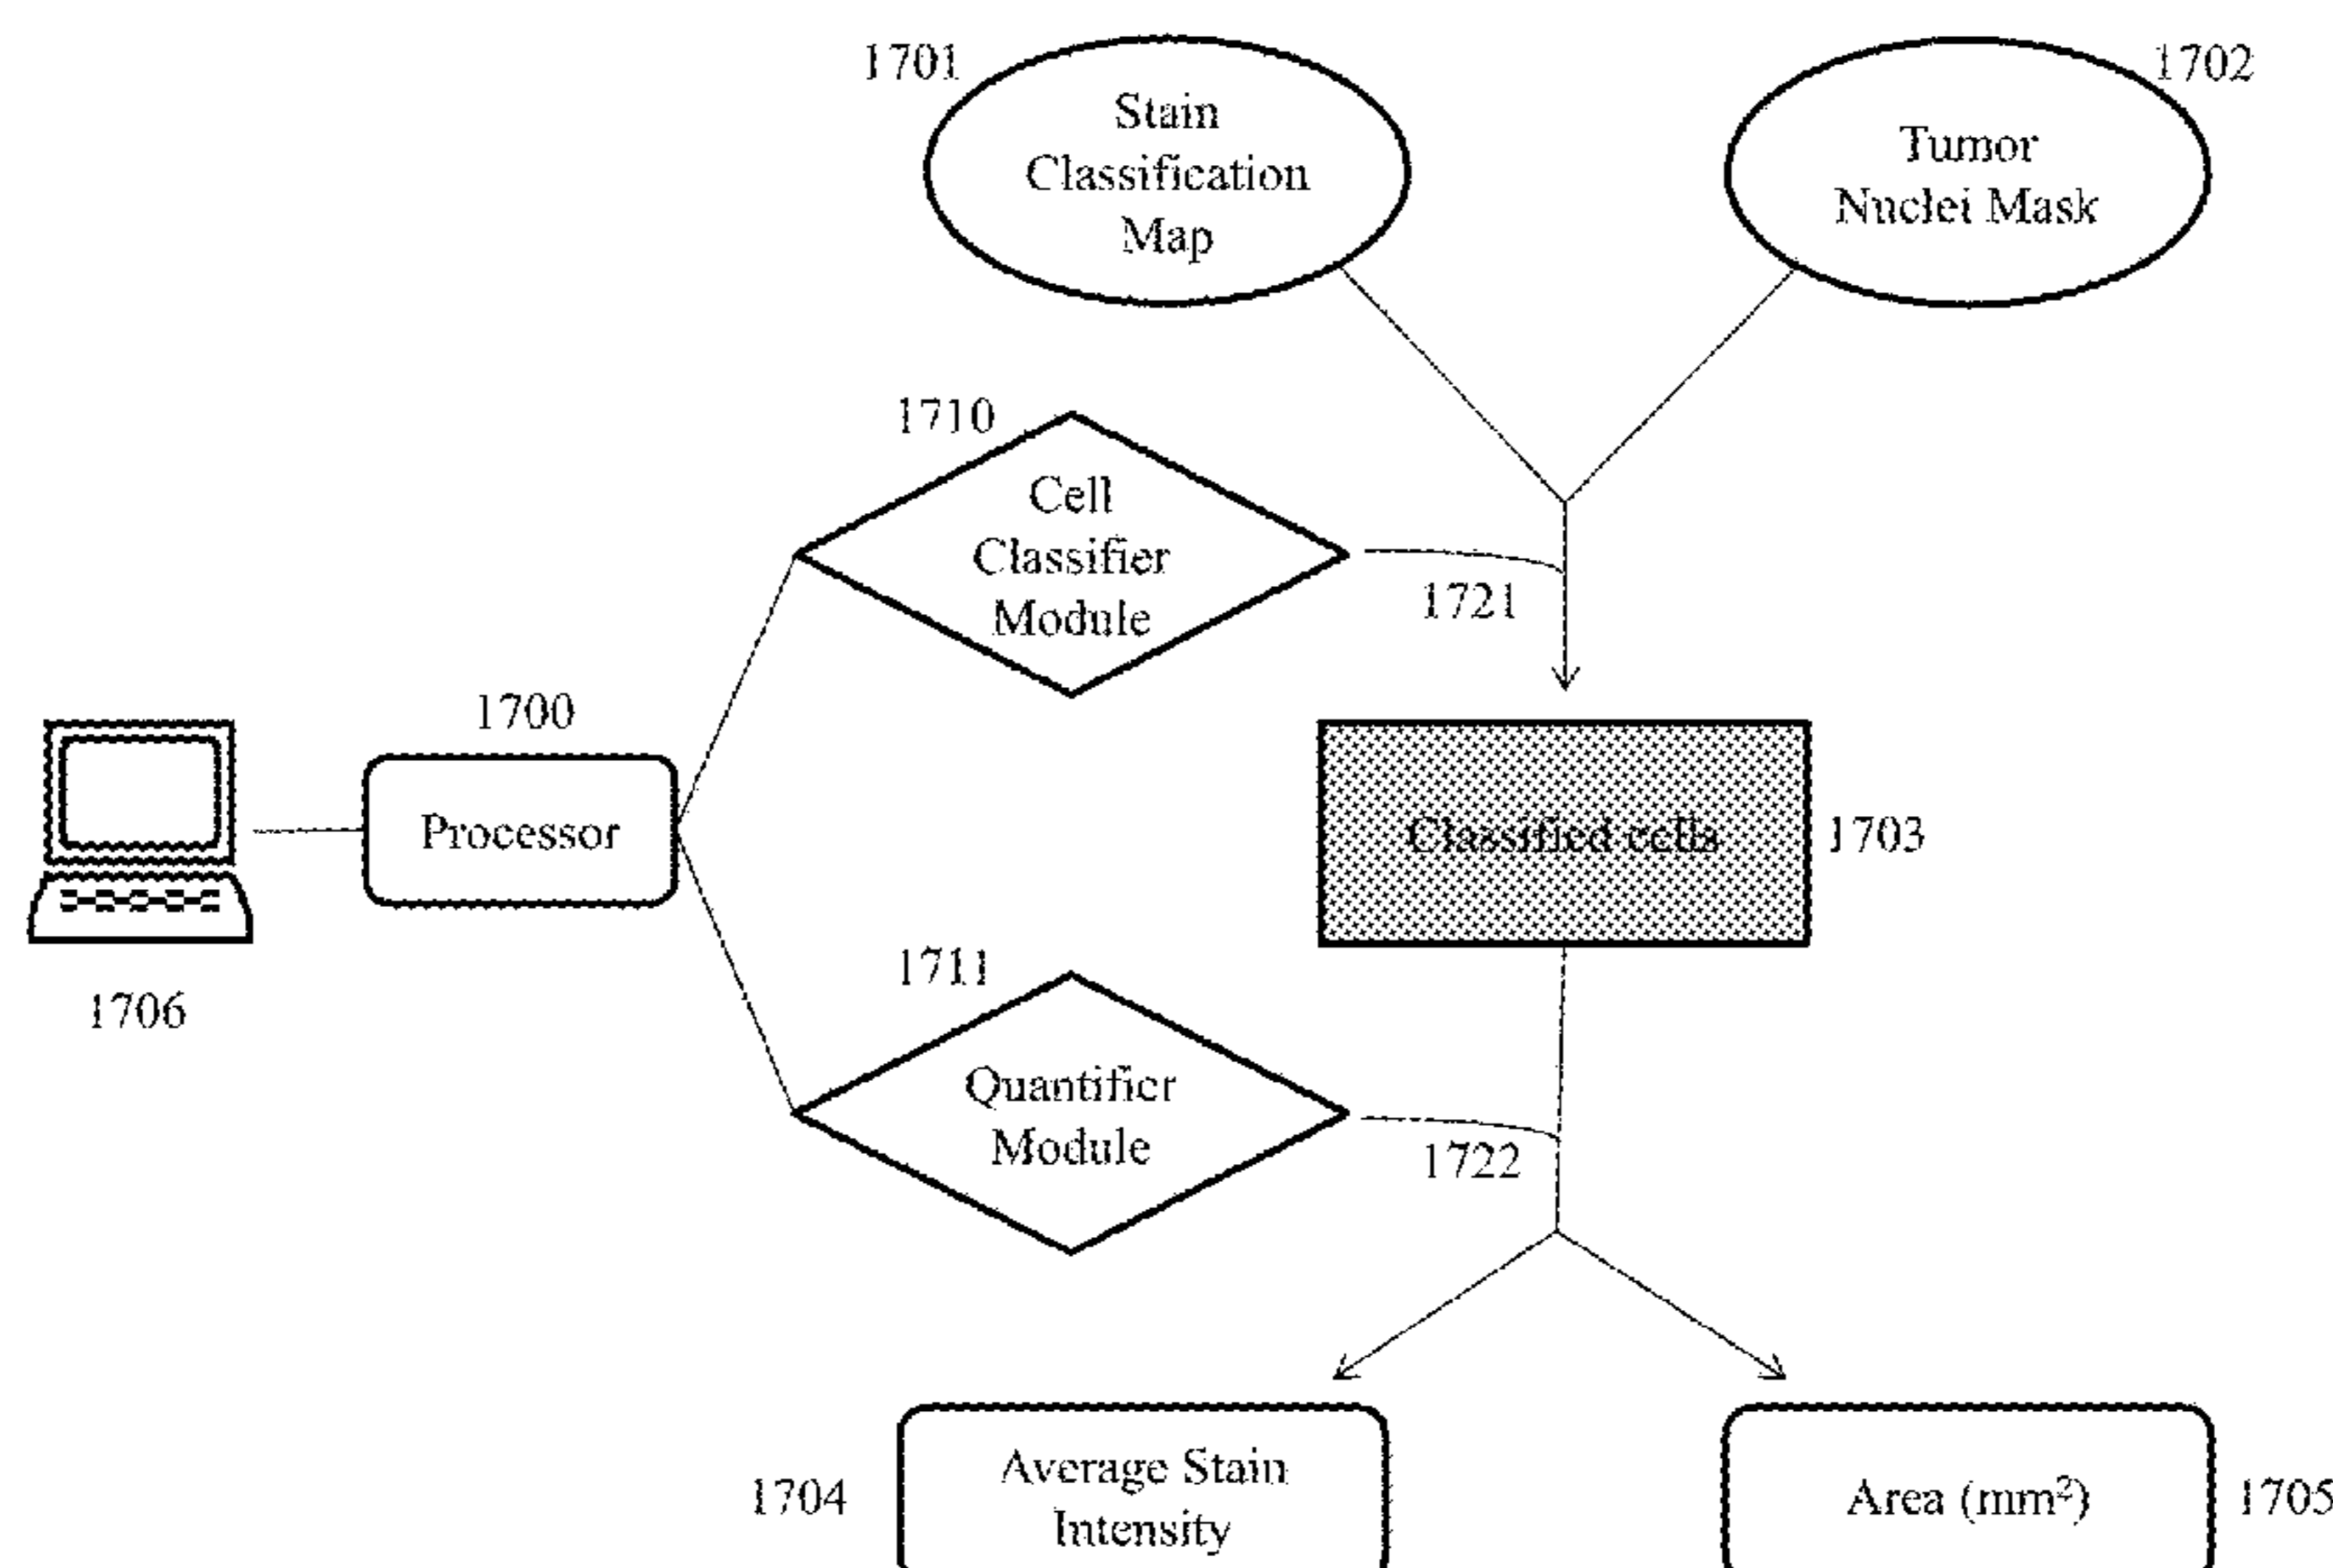 1701
Stain
Classification
Map
1702
Tumor
Nuclei Mask
1710
Cell
Classifier
Module
1721
1700
Processor
Classified cells
1703
1706
1711
Quantifier
Module
1722
1704
Average Stain
Intensity
Area (mm²)
1705